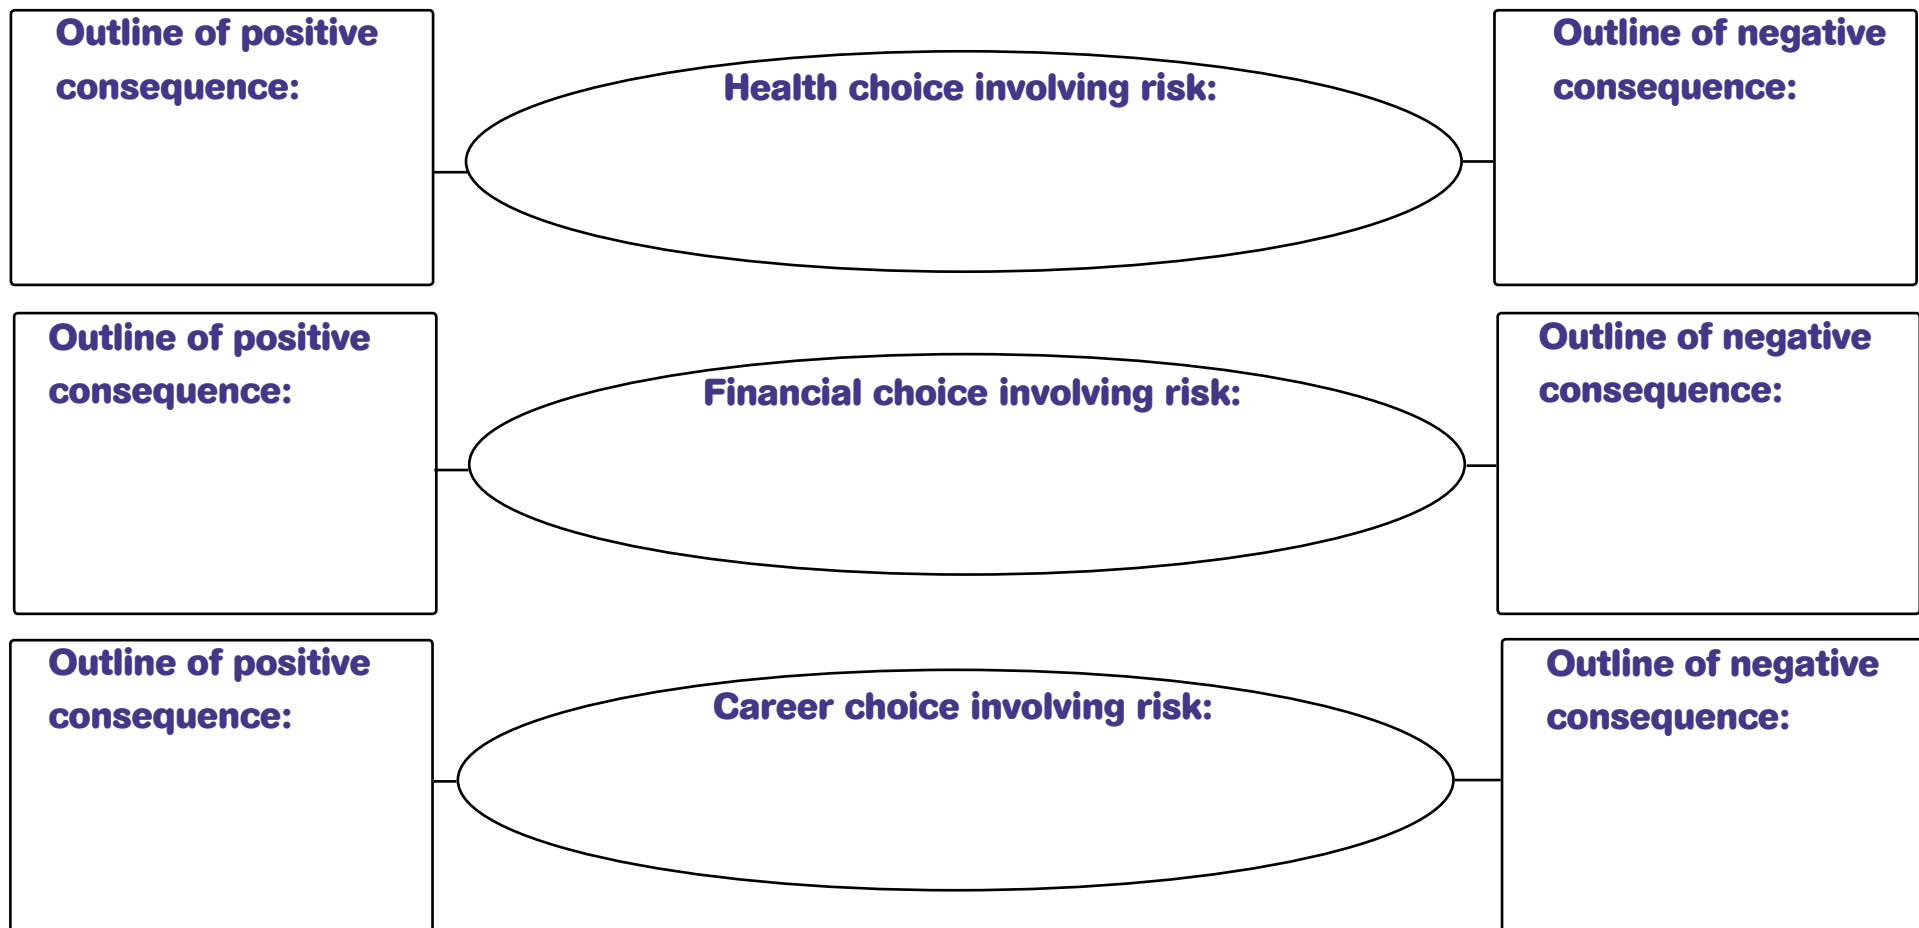 Outline of positive
consequence:
Health choice involving risk:
Outline of negative
consequence:
Outline of positive
consequence:
Financial choice involving risk:
Outline of negative
consequence:
Outline of positive
consequence:
Career choice involving risk:
Outline of negative
consequence: